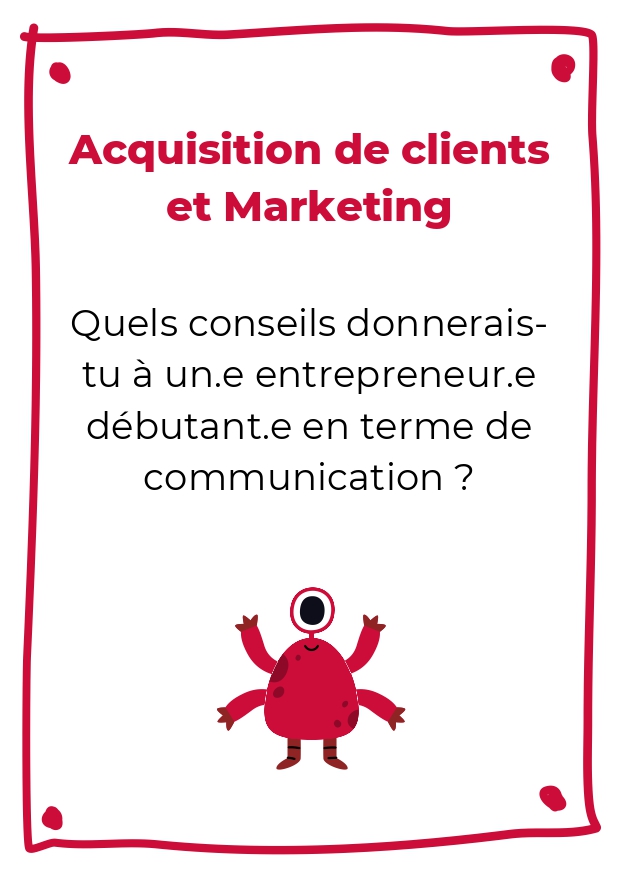 Acquisition de clients
et Marketing
Quels conseils donnerais-
tu à un.e entrepreneur.e
débutant.e en terme de
communication ?